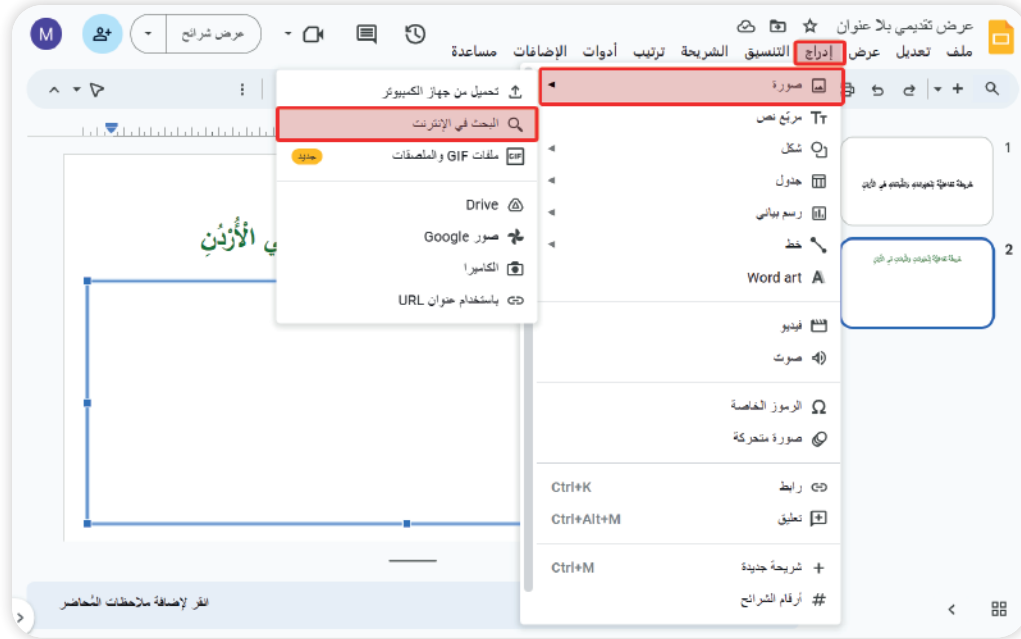 عرض تقديمي بلا عنوان
ملف تعديل عرض إدراج التنسيق الشريحة ترتيب أدوات الإضافات مساعدة
عرض شرائح
M
صورة
مربّع نص
شكل
جدول
رسم بياني
خط
Word art
فيديو
صوت
الرموز الخاصة
صورة متحركة
رابط Ctrl+K
تعليق Ctrl+Alt+M
شريحة جديدة Ctrl+M
أرقام الشرائح
تحميل من جهاز الكمبيوتر
البحث في الإنترنت
ملفات GIF والملصقات جديد
Drive
صور Google
الكاميرا
باستخدام عنوان URL
1
2
ي الْأُرْدُنِ
انقر لإضافة ملاحظات المُحاضر